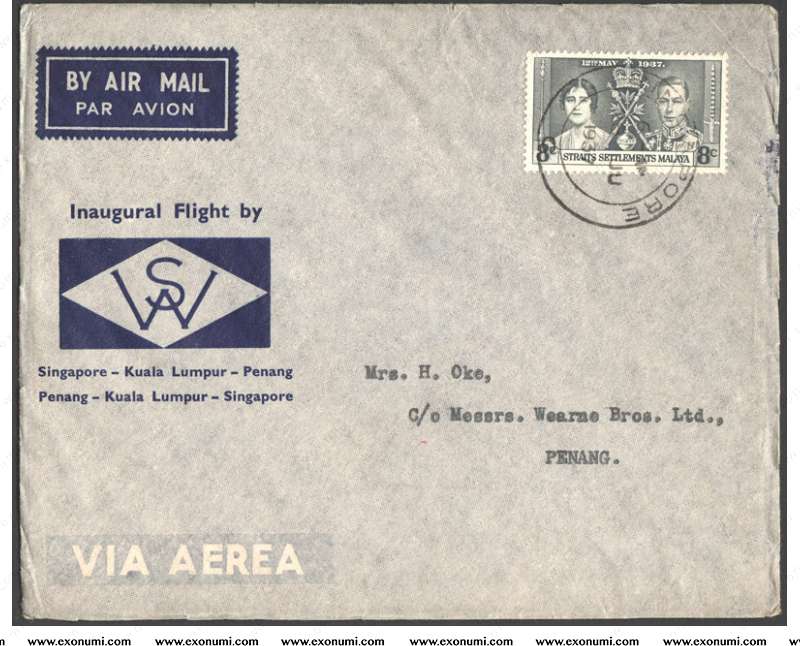 BY AIR MAIL
PAR AVION
12TH MAY 1937.
8c STRAITS SETTLEMENTS MALAYA 8c
1937
Inaugural Flight by
WS
Singapore – Kuala Lumpur – Penang
Penang – Kuala Lumpur – Singapore
Mrs. H. Oke,
C/o Messrs. Wearne Bros. Ltd.,
PENANG.
VIA AEREA
www.exonumi.com www.exonumi.com www.exonumi.com www.exonumi.com www.exonumi.com www.exonumi.com